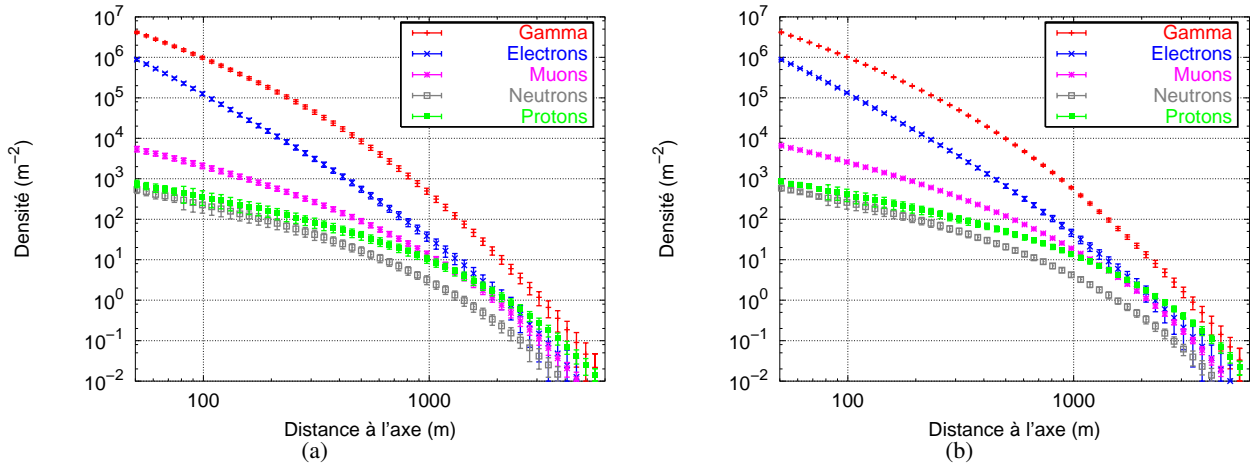 10^7
10^6
10^5
10^4
10^3
10^2
10^1
10^0
10^−1
10^−2
Densité (m^−2)
100
1000
Distance à l'axe (m)
Gamma
Electrons
Muons
Neutrons
Protons
(a)
10^7
10^6
10^5
10^4
10^3
10^2
10^1
10^0
10^−1
10^−2
Densité (m^−2)
100
1000
Distance à l'axe (m)
Gamma
Electrons
Muons
Neutrons
Protons
(b)